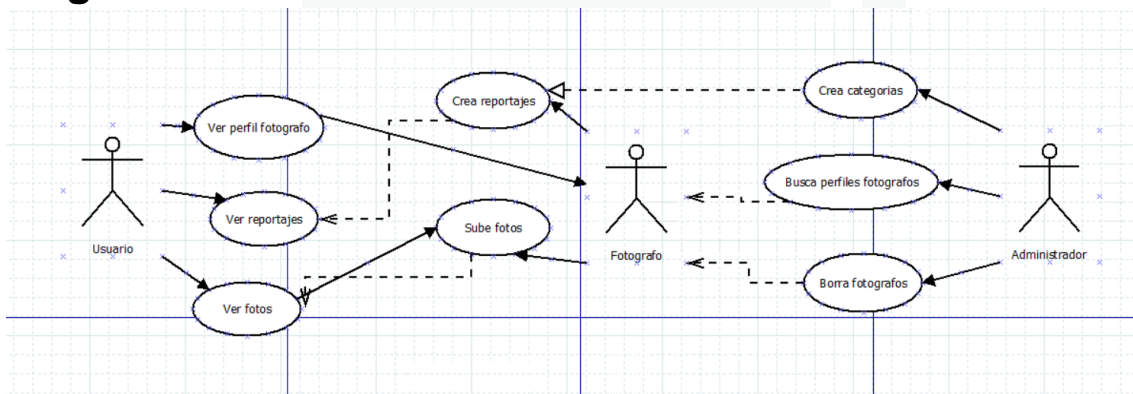 Crea reportajes
Crea categorias
Ver perfil fotografo
Busca perfiles fotografos
Ver reportajes
Sube fotos
Usuario
Fotografo
Administrador
Ver fotos
Borra fotografos